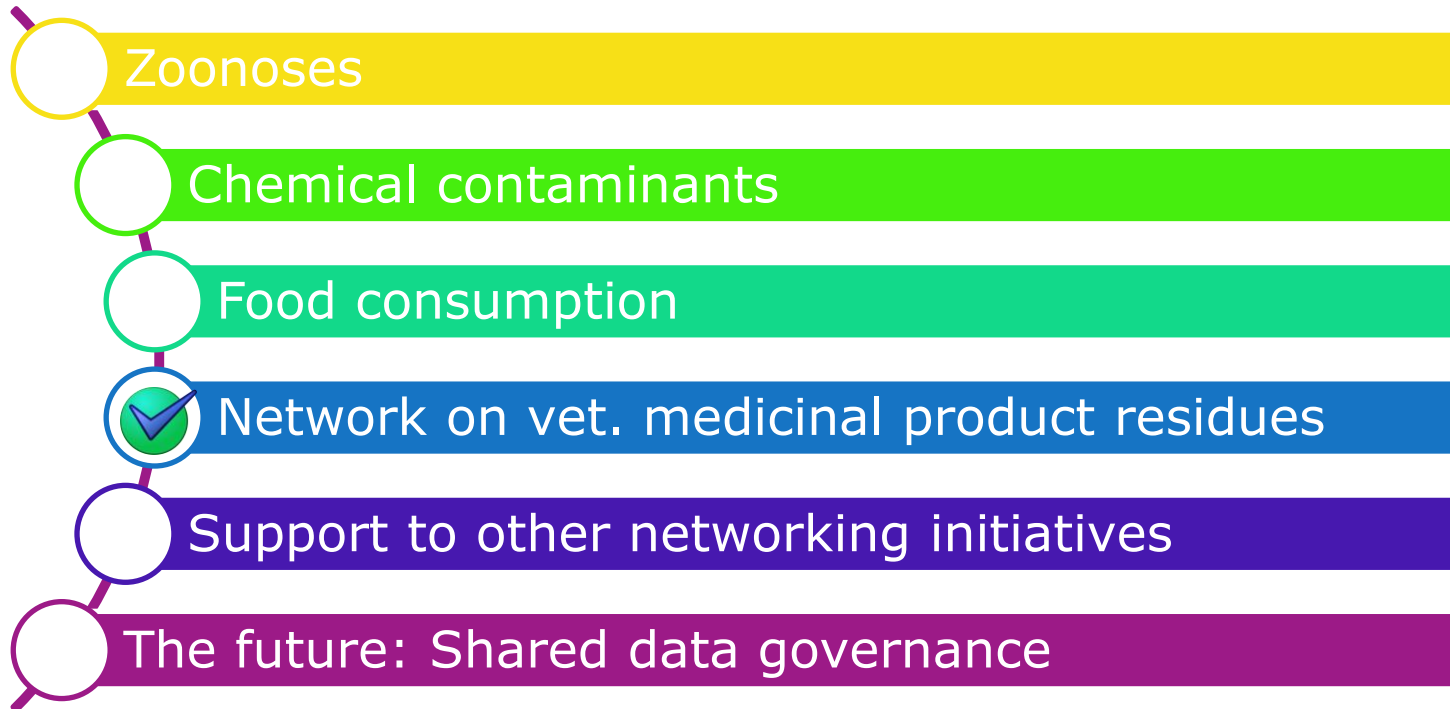 Zoonoses
Chemical contaminants
Food consumption
Network on vet. medicinal product residues
Support to other networking initiatives
The future: Shared data governance